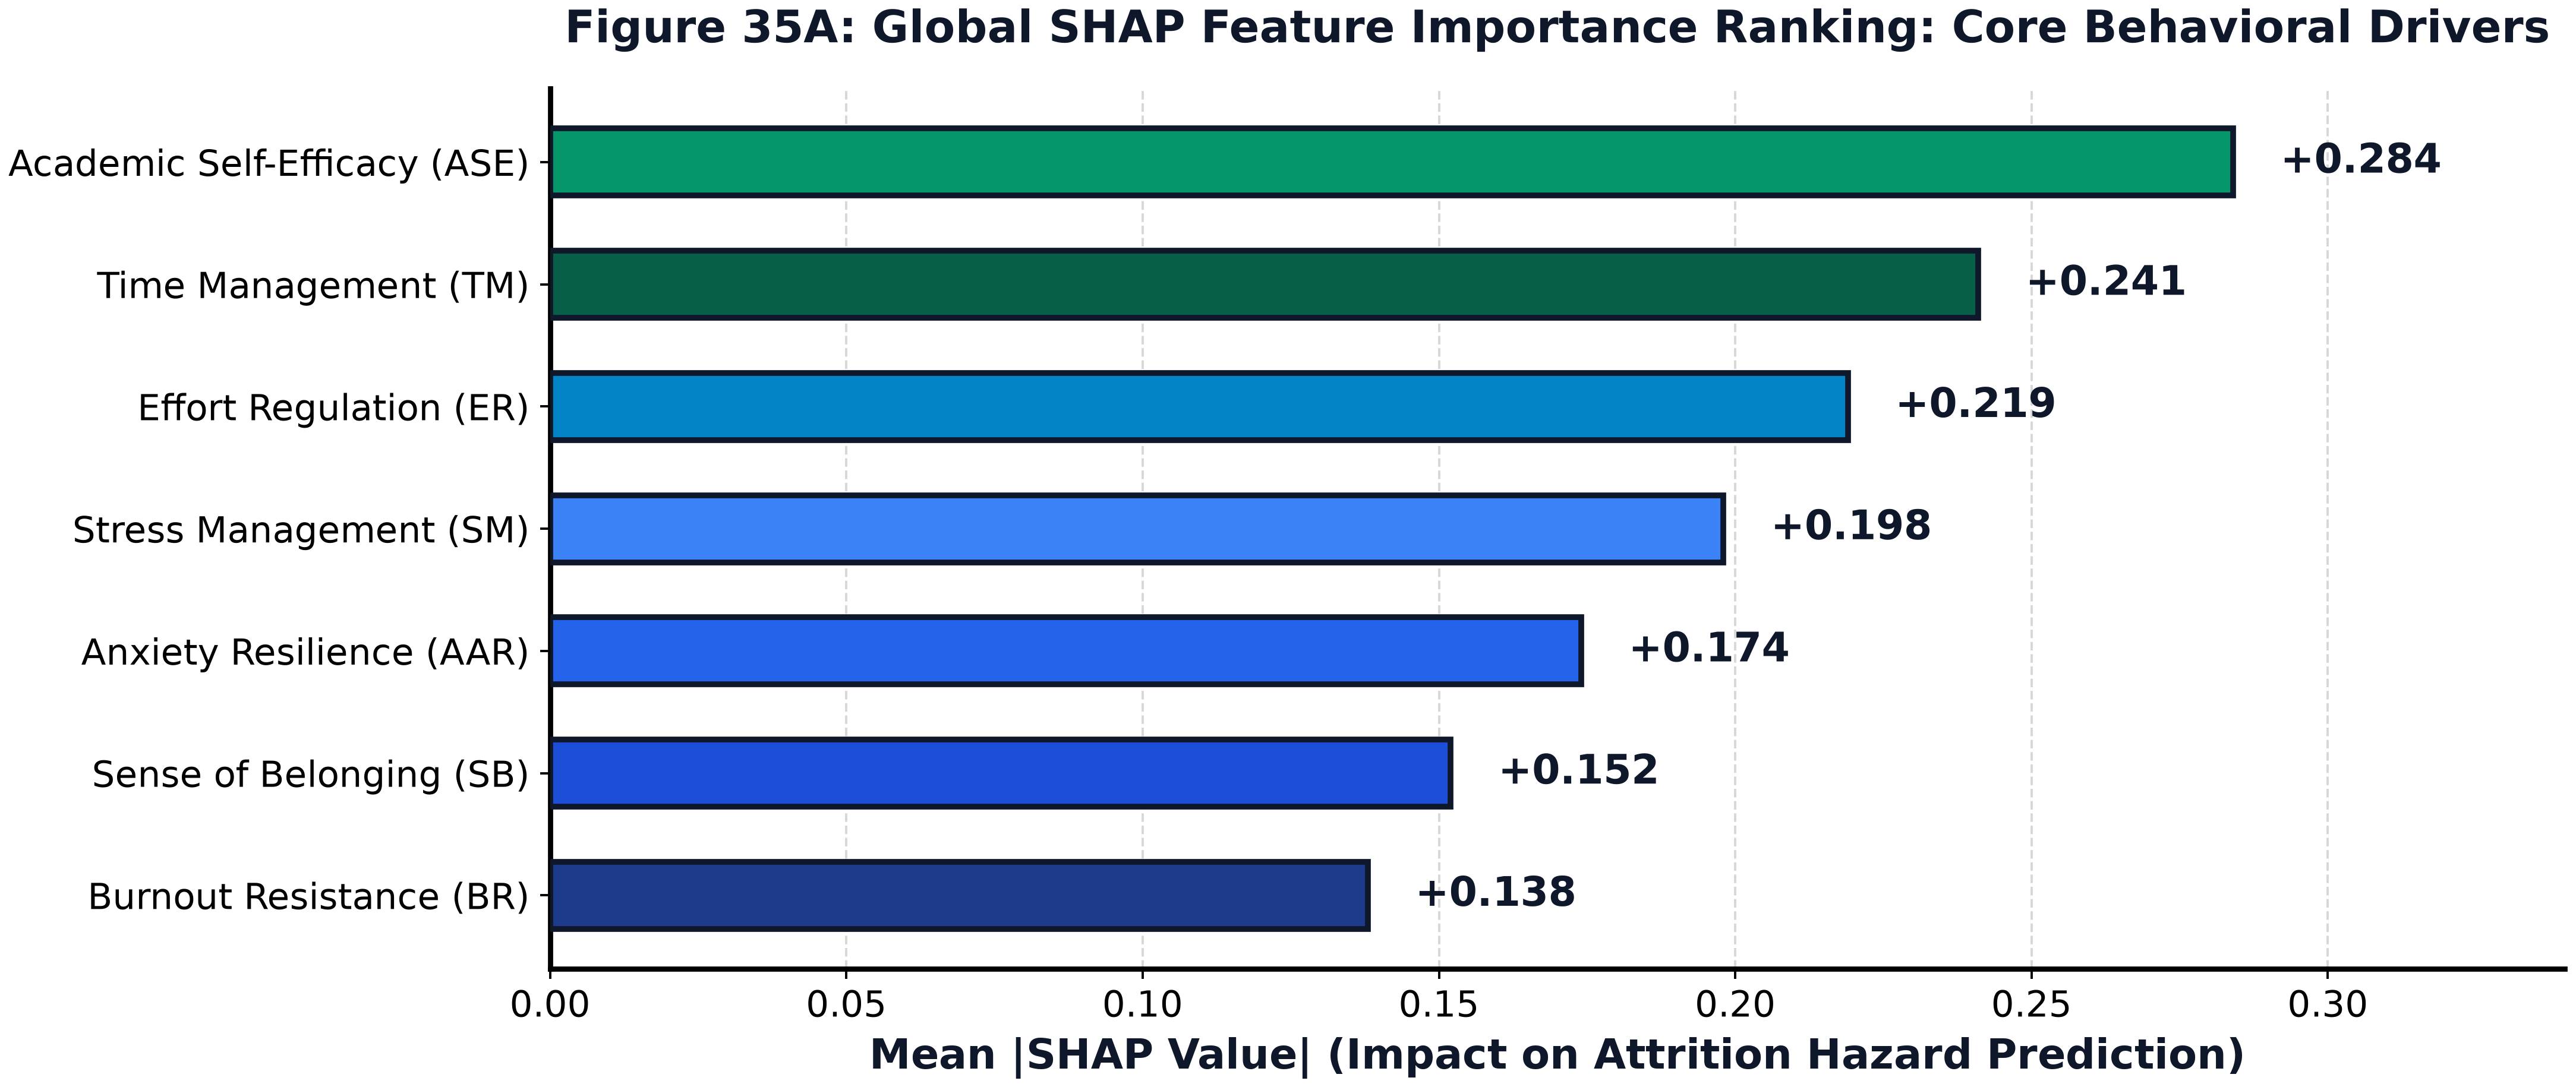 Figure 35A: Global SHAP Feature Importance Ranking: Core Behavioral Drivers
Academic Self-Efficacy (ASE)
+0.284
Time Management (TM)
+0.241
Effort Regulation (ER)
+0.219
Stress Management (SM)
+0.198
Anxiety Resilience (AAR)
+0.174
Sense of Belonging (SB)
+0.152
Burnout Resistance (BR)
+0.138
0.00 0.05 0.10 0.15 0.20 0.25 0.30
Mean |SHAP Value| (Impact on Attrition Hazard Prediction)